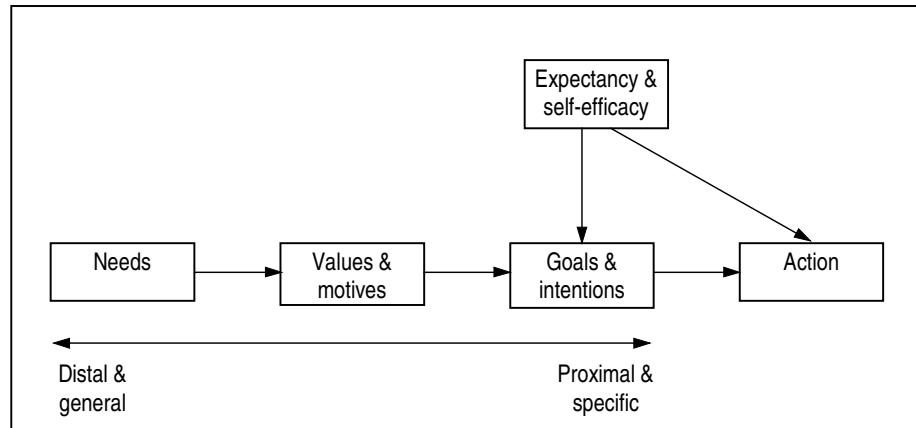 Expectancy &
self-efficacy
Needs
Values &
motives
Goals &
intentions
Action
Distal &
general
Proximal &
specific